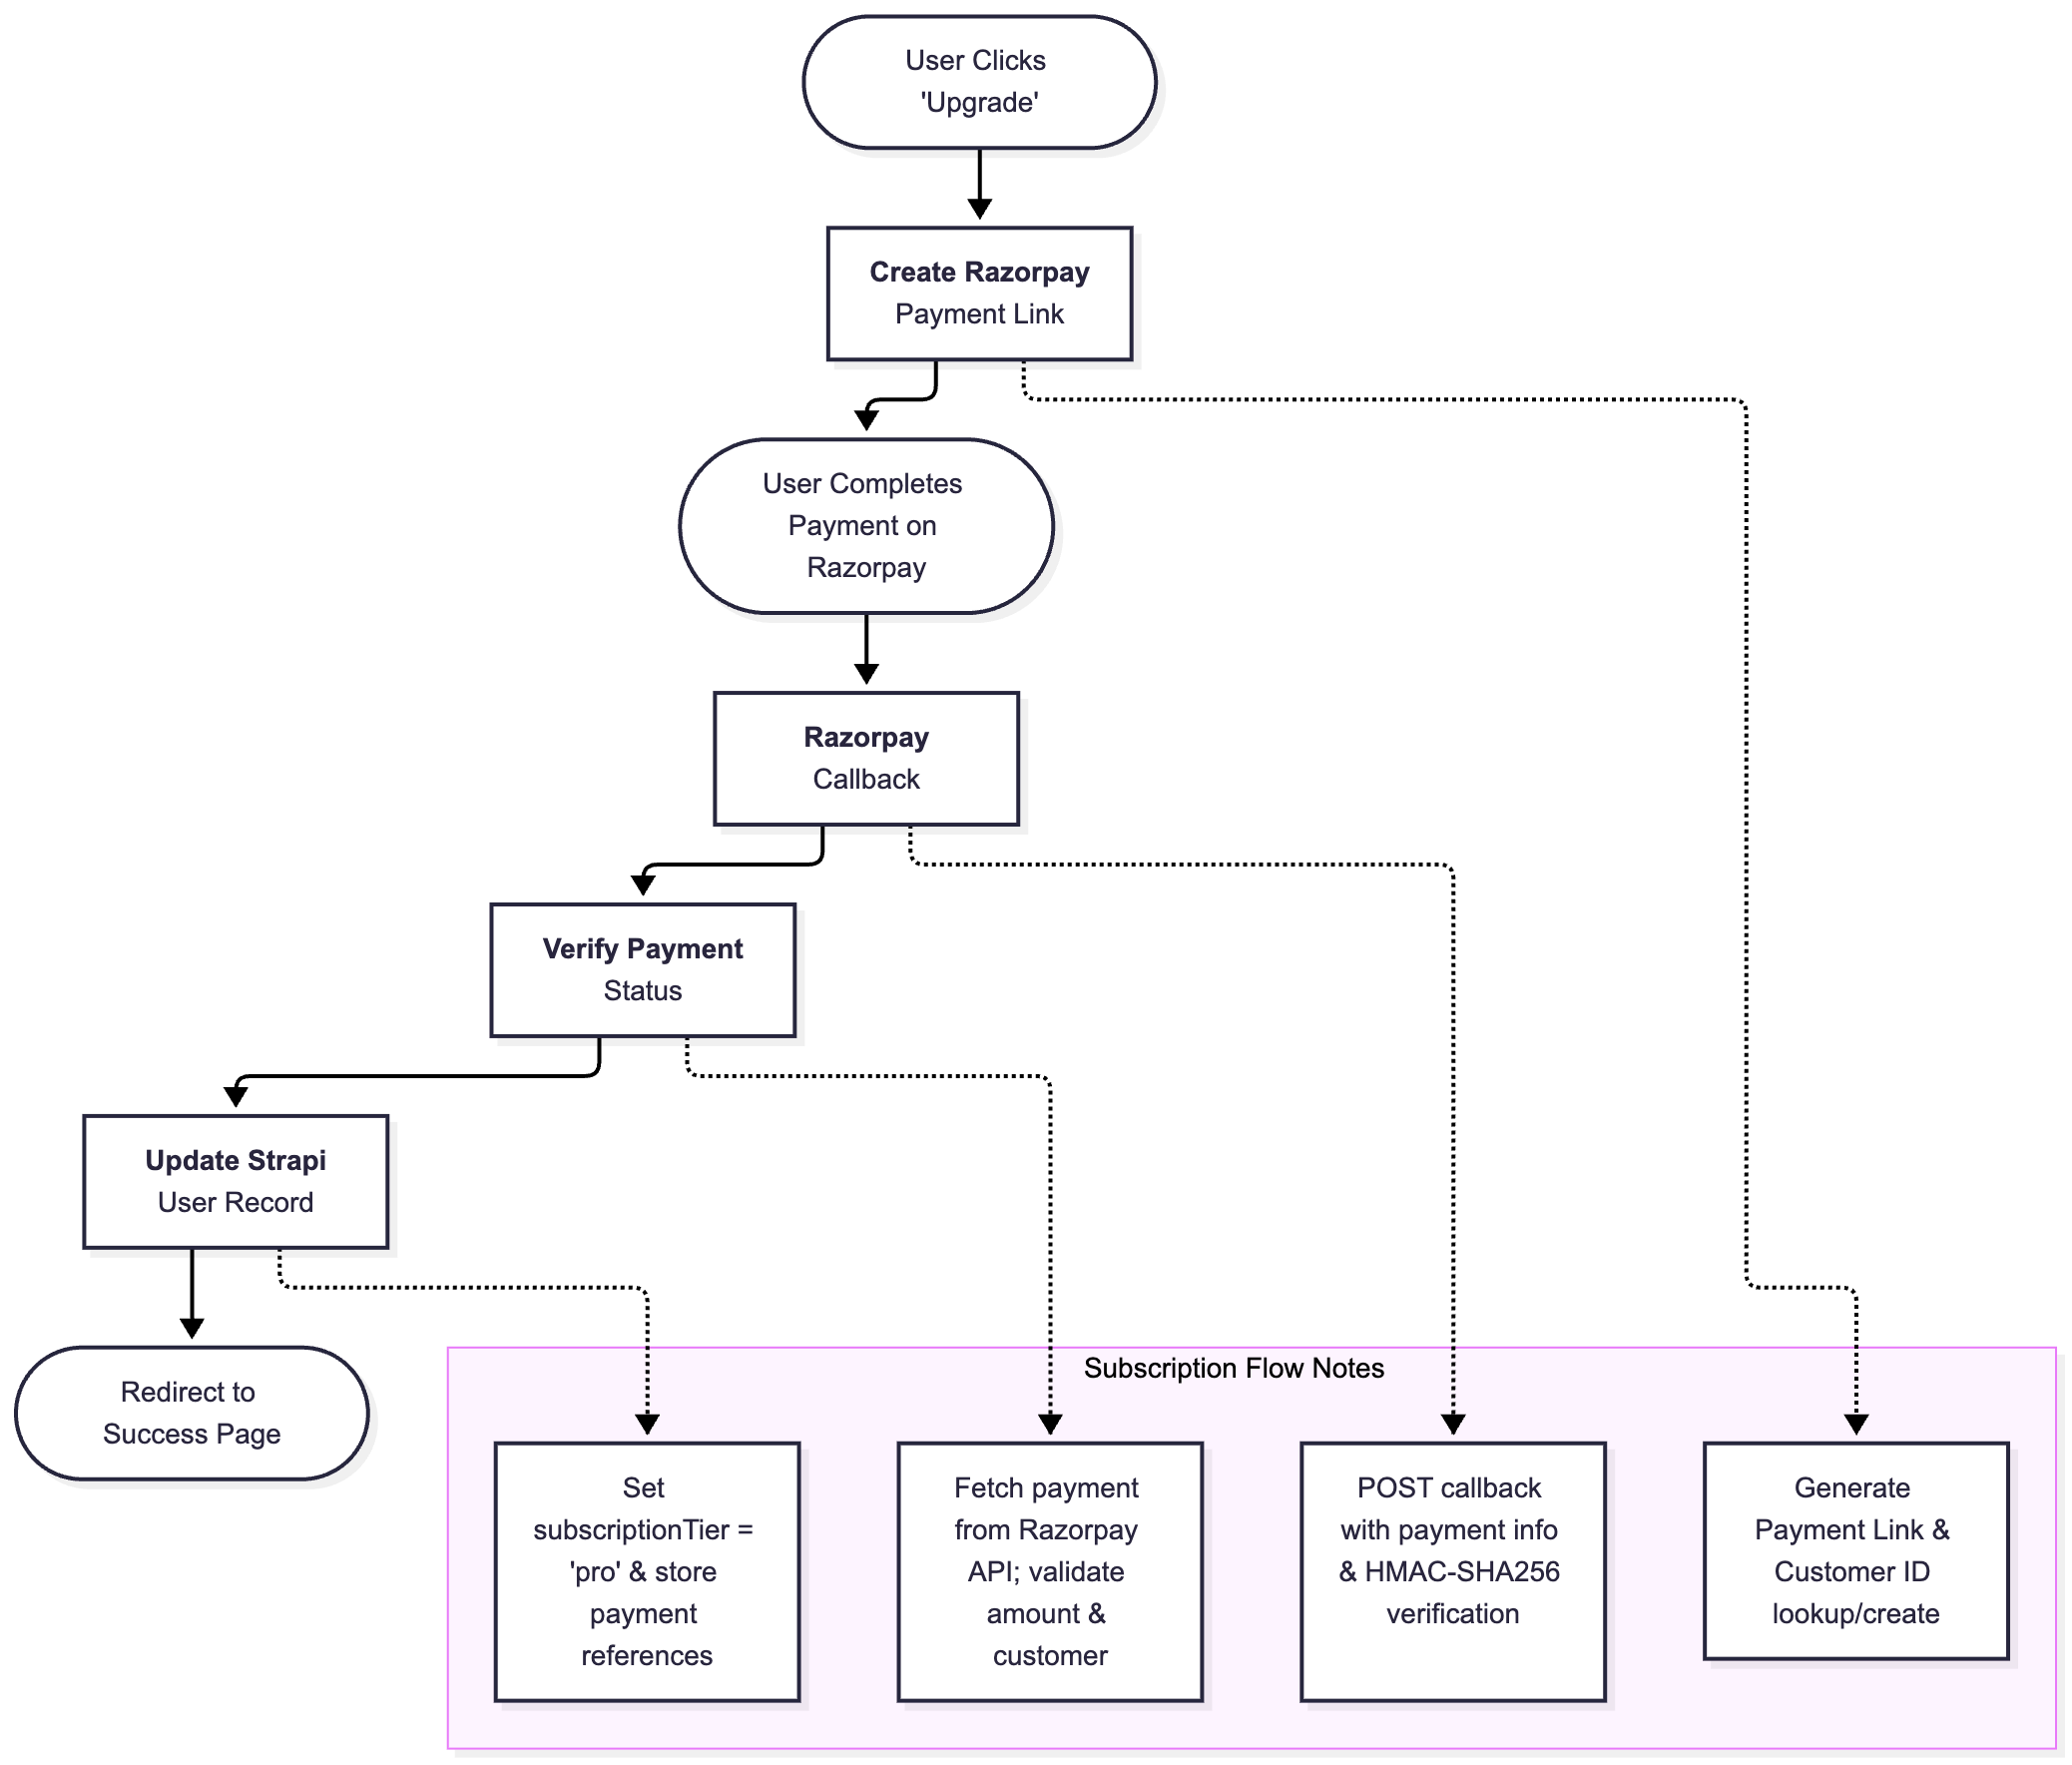 User Clicks
'Upgrade'
Create Razorpay
Payment Link
User Completes
Payment on
Razorpay
Razorpay
Callback
Verify Payment
Status
Update Strapi
User Record
Redirect to
Success Page
Subscription Flow Notes
Set
subscriptionTier =
'pro' & store
payment
references
Fetch payment
from Razorpay
API; validate
amount &
customer
POST callback
with payment info
& HMAC-SHA256
verification
Generate
Payment Link &
Customer ID
lookup/create